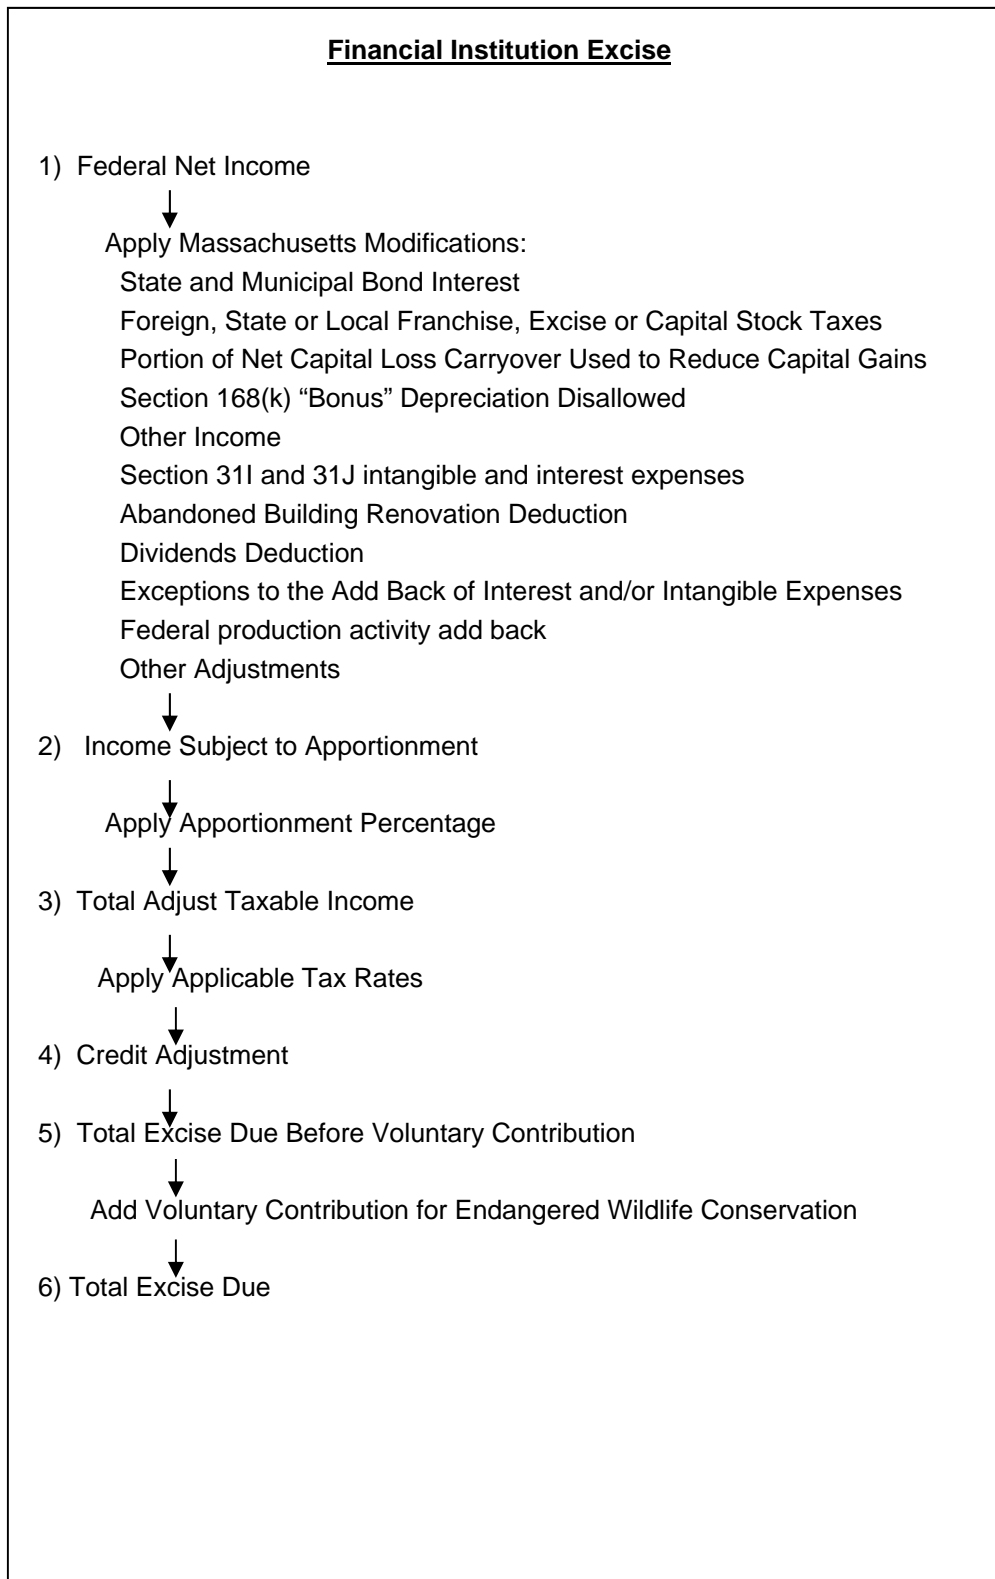 Financial Institution Excise
1) Federal Net Income
Apply Massachusetts Modifications:
State and Municipal Bond Interest
Foreign, State or Local Franchise, Excise or Capital Stock Taxes
Portion of Net Capital Loss Carryover Used to Reduce Capital Gains
Section 168(k) “Bonus” Depreciation Disallowed
Other Income
Section 31I and 31J intangible and interest expenses
Abandoned Building Renovation Deduction
Dividends Deduction
Exceptions to the Add Back of Interest and/or Intangible Expenses
Federal production activity add back
Other Adjustments
2) Income Subject to Apportionment
Apply Apportionment Percentage
3) Total Adjust Taxable Income
Apply Applicable Tax Rates
4) Credit Adjustment
5) Total Excise Due Before Voluntary Contribution
Add Voluntary Contribution for Endangered Wildlife Conservation
6) Total Excise Due